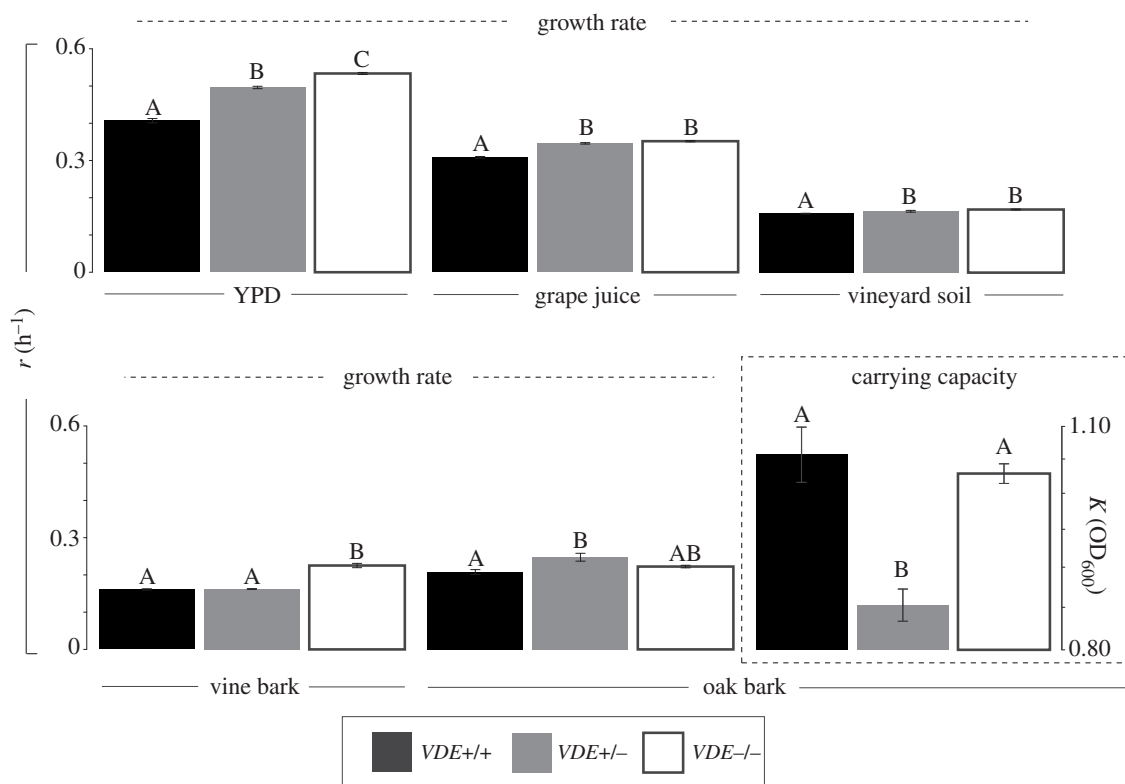 growth rate
0.6
0.3
0
A
B
C
A
B
B
A
B
B
YPD
grape juice
vineyard soil
r (h⁻¹)
growth rate
carrying capacity
0.6
0.3
0
A
A
B
A
B
AB
A
B
A
1.10
0.80
K (OD₆₀₀)
vine bark
oak bark
VDE+/+
VDE+/–
VDE–/–